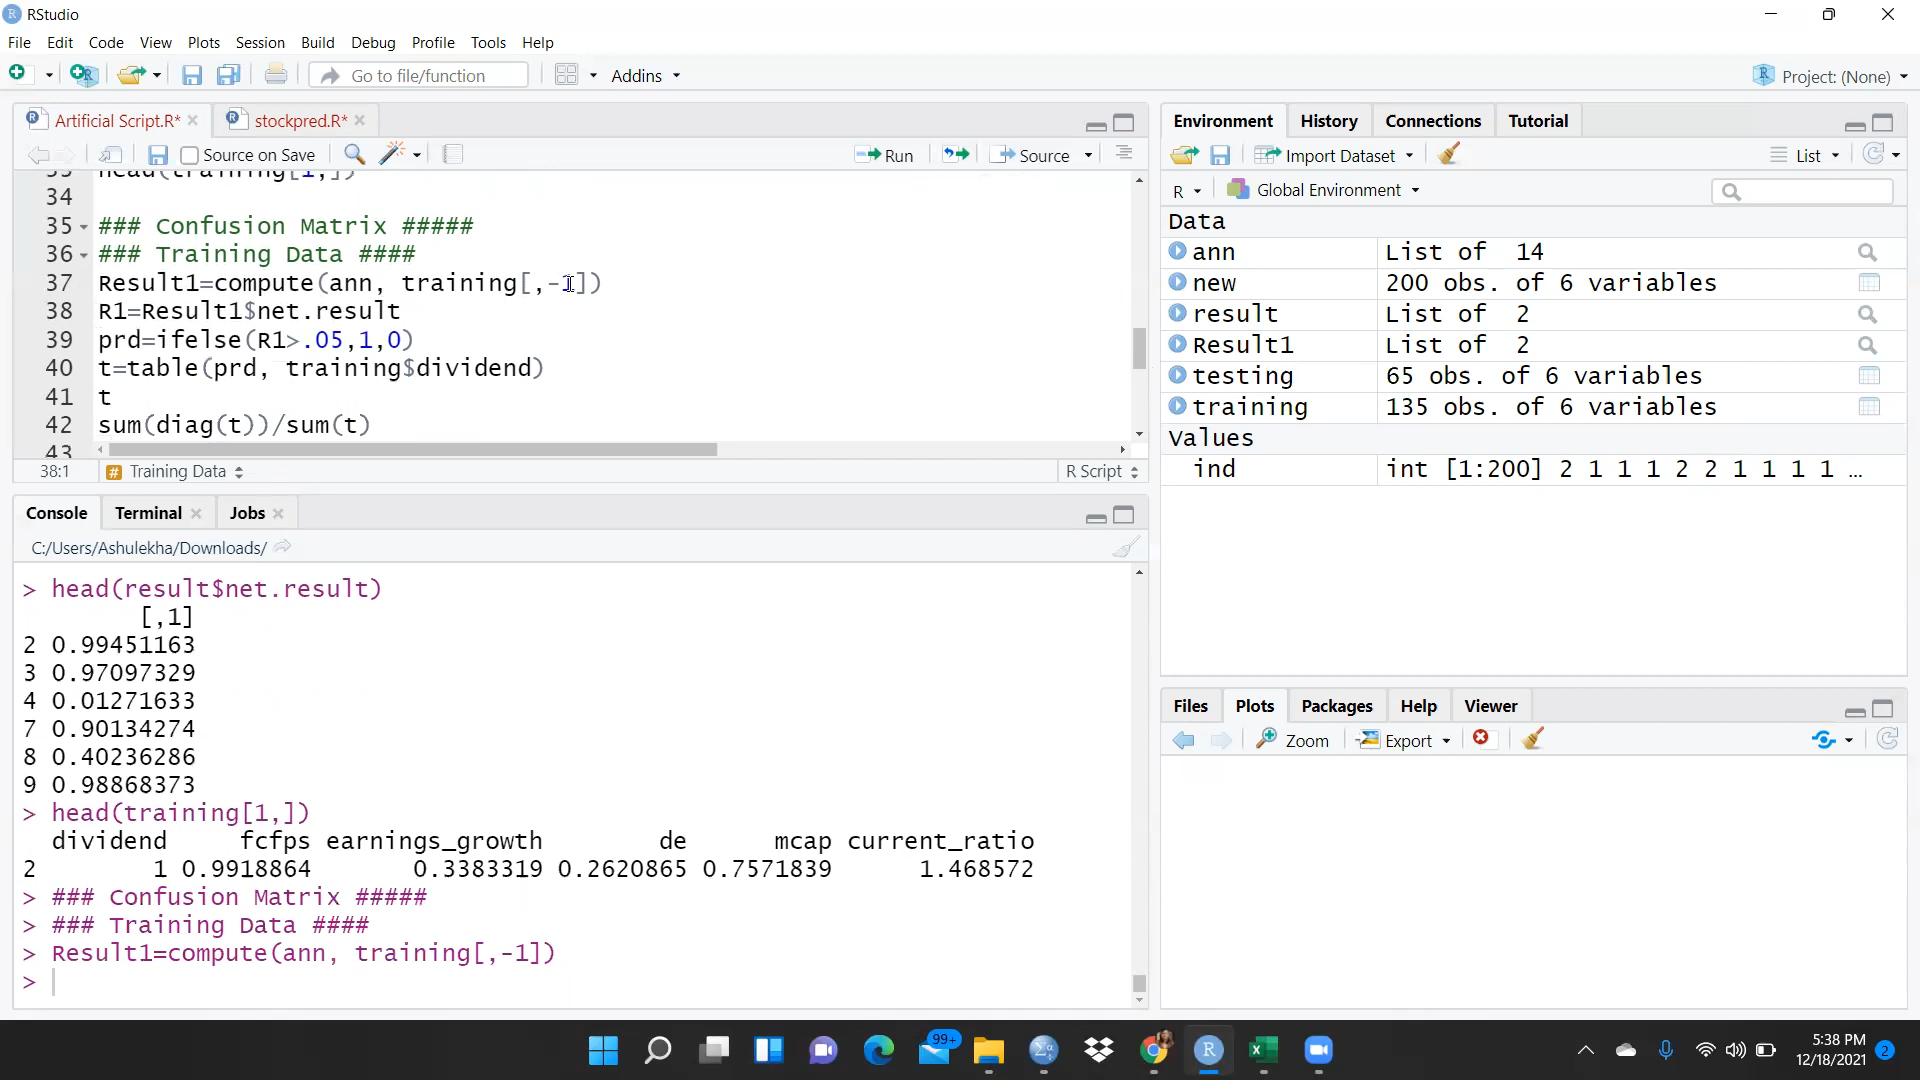 RStudio
File Edit Code View Plots Session Build Debug Profile Tools Help
Go to file/function Addins Project: (None)
Artificial Script.R* stockpred.R*
Source on Save Run Source
33 head(training[1,])
34
35 ### Confusion Matrix #####
36 ### Training Data ####
37 Result1=compute(ann, training[,-1])
38 R1=Result1$net.result
39 prd=ifelse(R1>.05,1,0)
40 t=table(prd, training$dividend)
41 t
42 sum(diag(t))/sum(t)
43
38:1 Training Data R Script
Console Terminal Jobs
C:/Users/Ashulekha/Downloads/
> head(result$net.result)
[,1]
2 0.99451163
3 0.97097329
4 0.01271633
7 0.90134274
8 0.40236286
9 0.98868373
> head(training[1,])
dividend fcfps earnings_growth de mcap current_ratio
2 1 0.9918864 0.3383319 0.2620865 0.7571839 1.468572
> ### Confusion Matrix #####
> ### Training Data ####
> Result1=compute(ann, training[,-1])
>
Environment History Connections Tutorial
Import Dataset List
R Global Environment
Data
ann List of 14
new 200 obs. of 6 variables
result List of 2
Result1 List of 2
testing 65 obs. of 6 variables
training 135 obs. of 6 variables
Values
ind int [1:200] 2 1 1 1 2 2 1 1 1 1 ...
Files Plots Packages Help Viewer
Zoom Export
99+
5:38 PM
12/18/2021 2